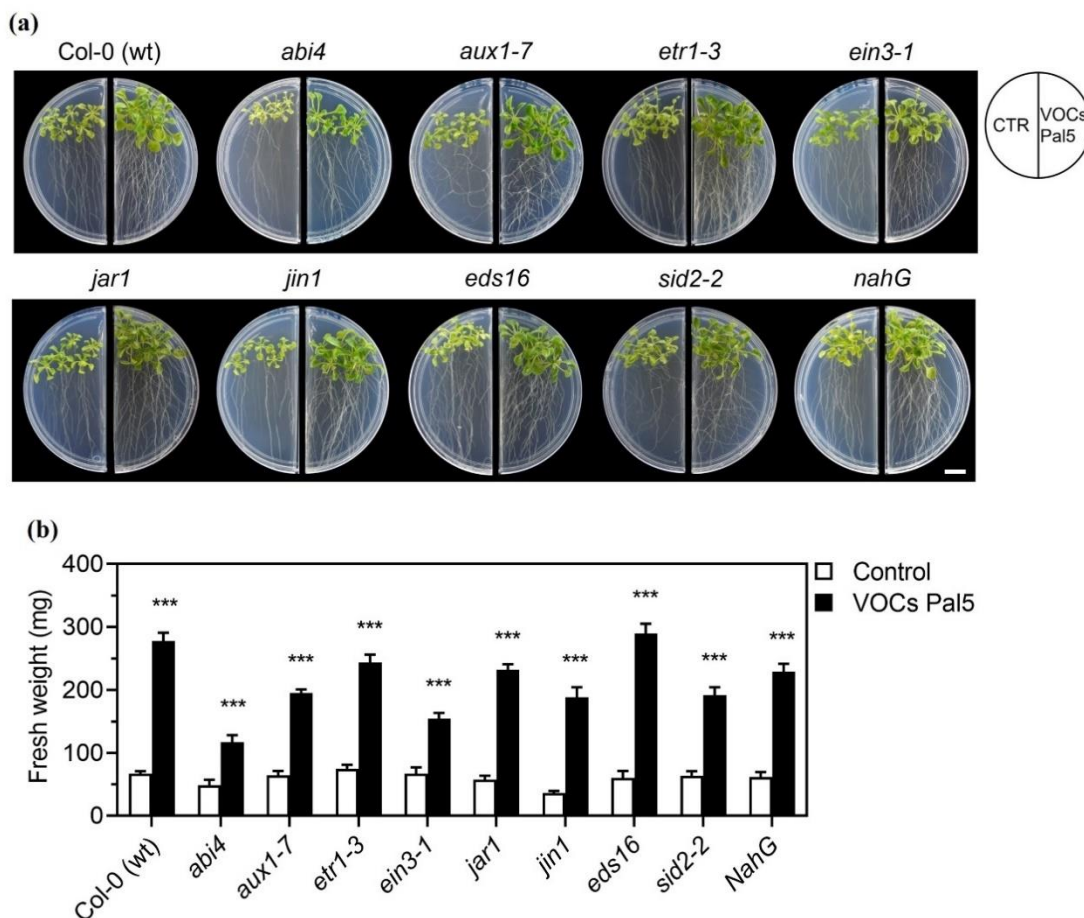 (a)
Col-0 (wt) abi4 aux1-7 etr1-3 ein3-1
CTR VOCs
Pal5
jar1 jin1 eds16 sid2-2 nahG
(b)
400
300
200
100
0
Fresh weight (mg)
*** *** *** *** *** *** *** *** *** ***
Control
VOCs Pal5
Col-0 (wt) abi4 aux1-7 etr1-3 ein3-1 jar1 jin1 eds16 sid2-2 NahG